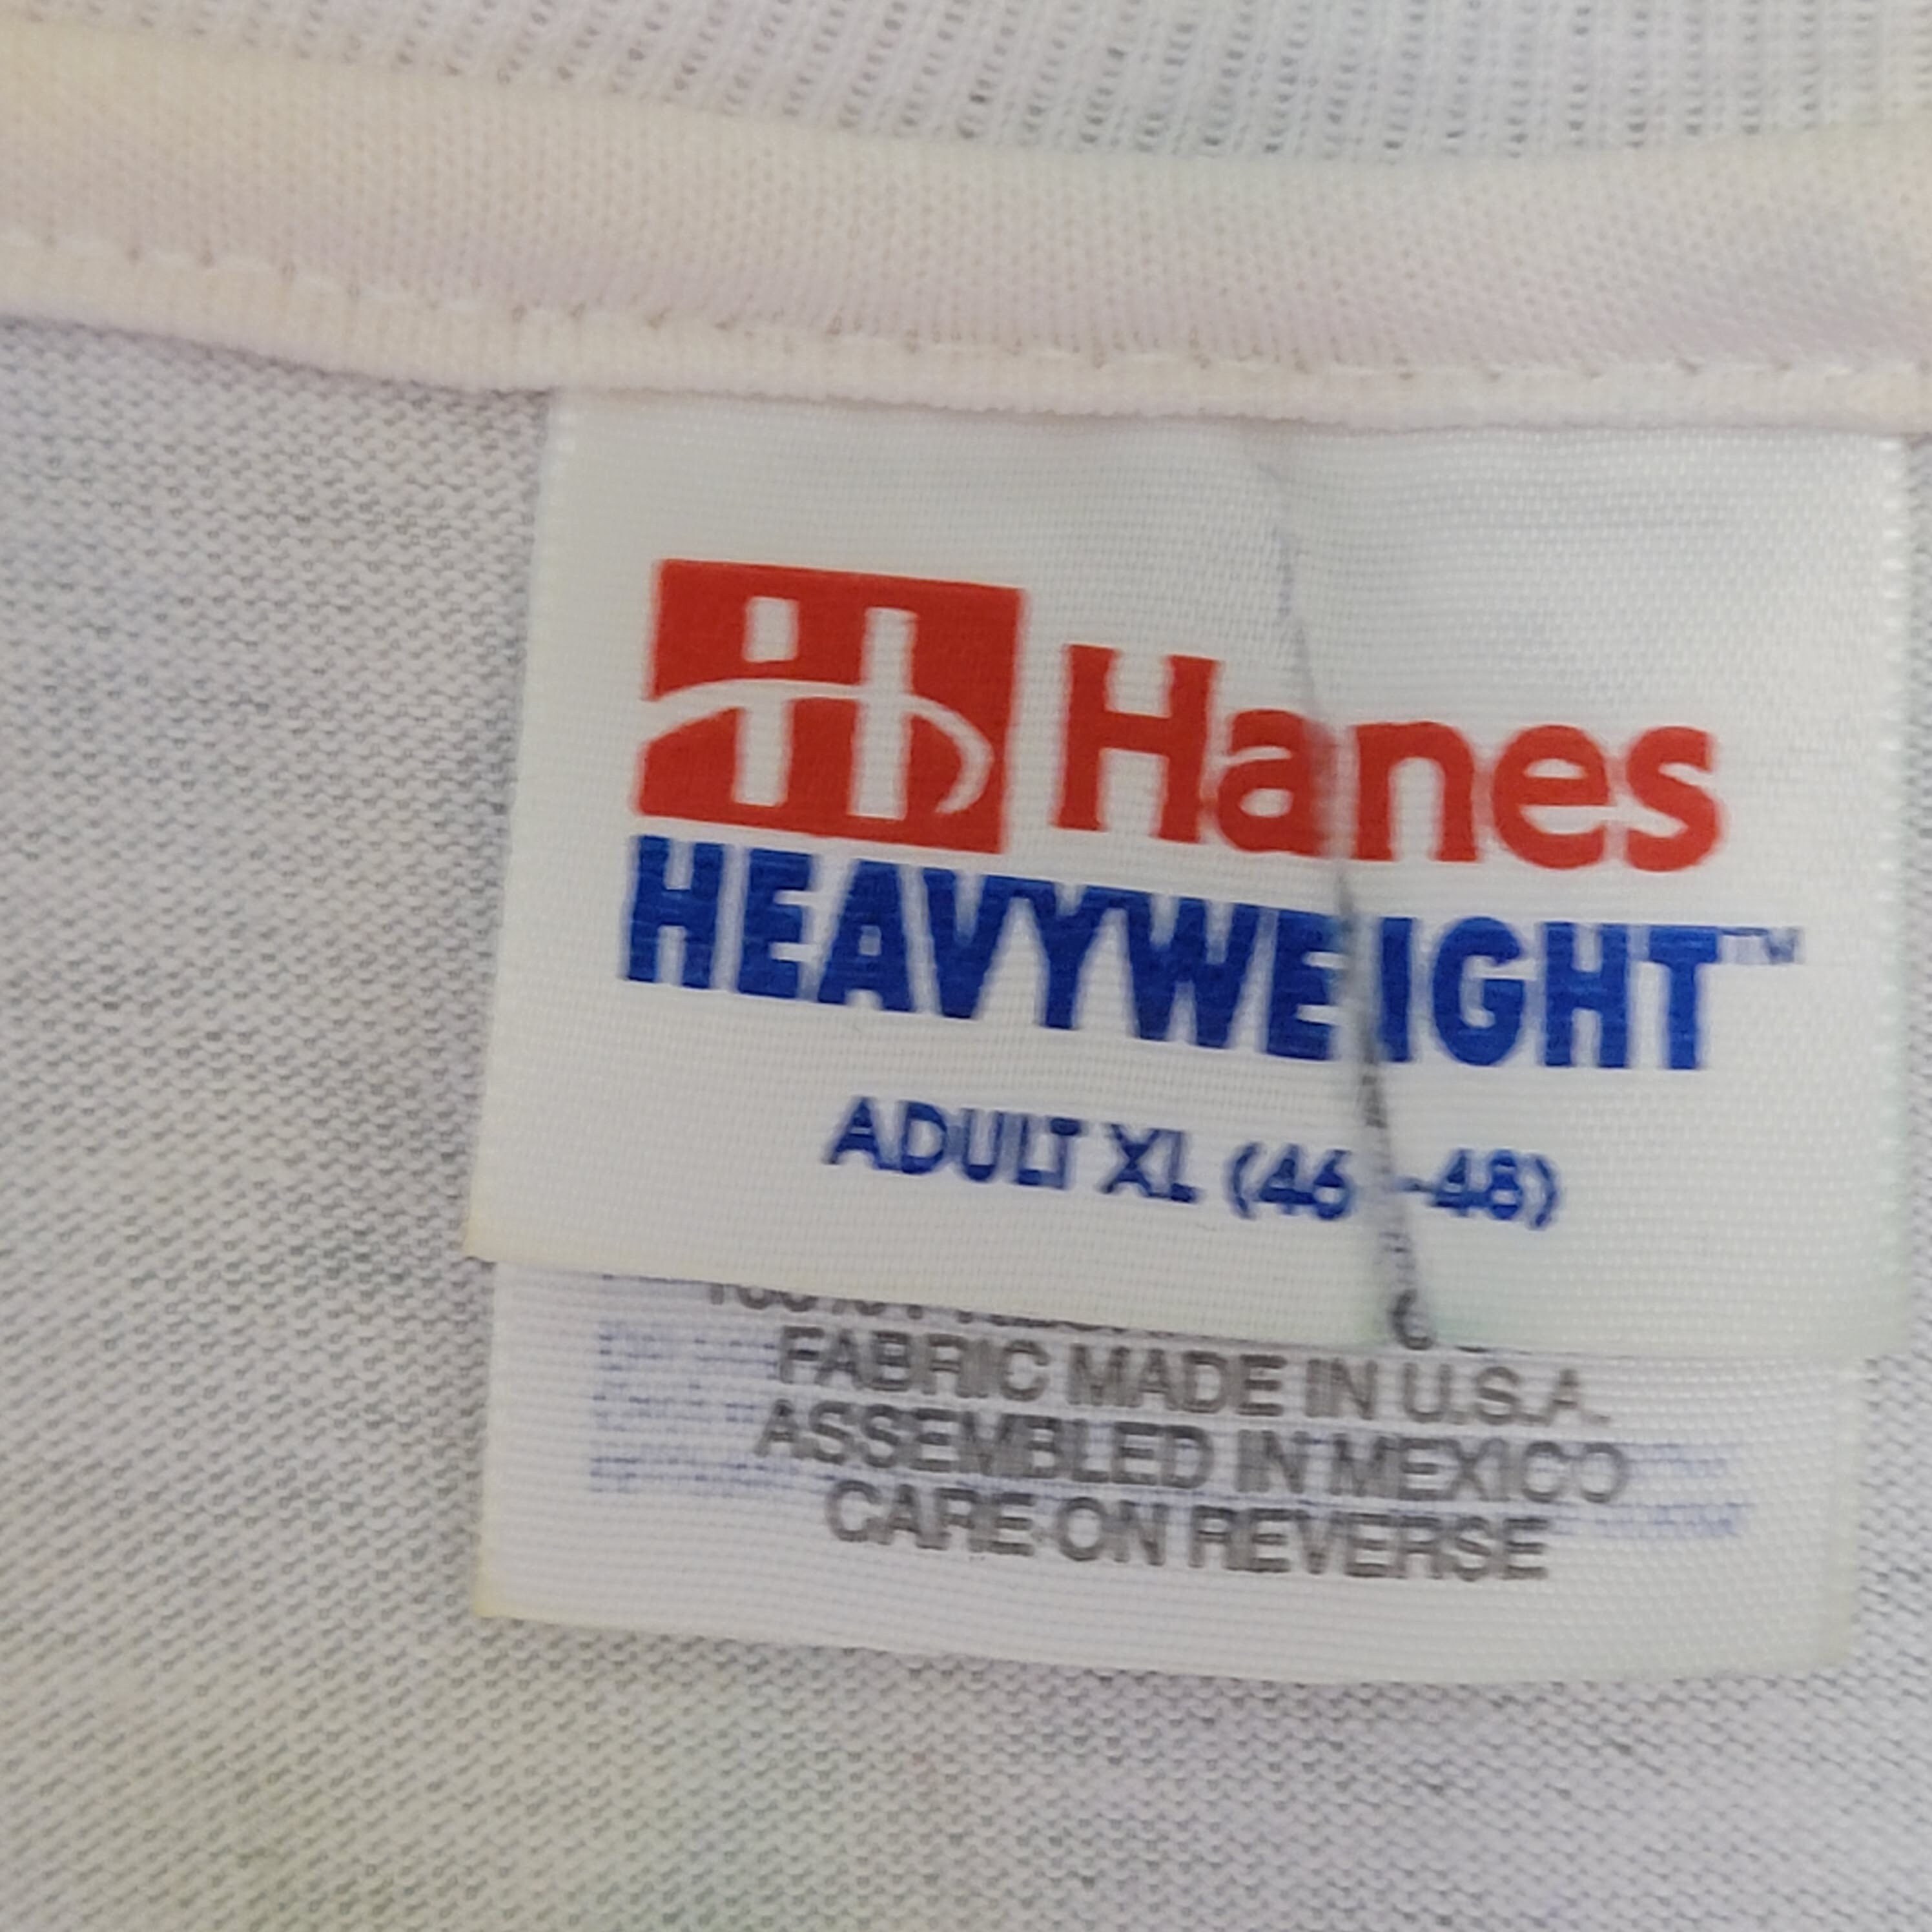 Hanes
HEAVYWEIGHT™
ADULT XL (46-48)
FABRIC MADE IN U.S.A.
ASSEMBLED IN MEXICO
CARE ON REVERSE